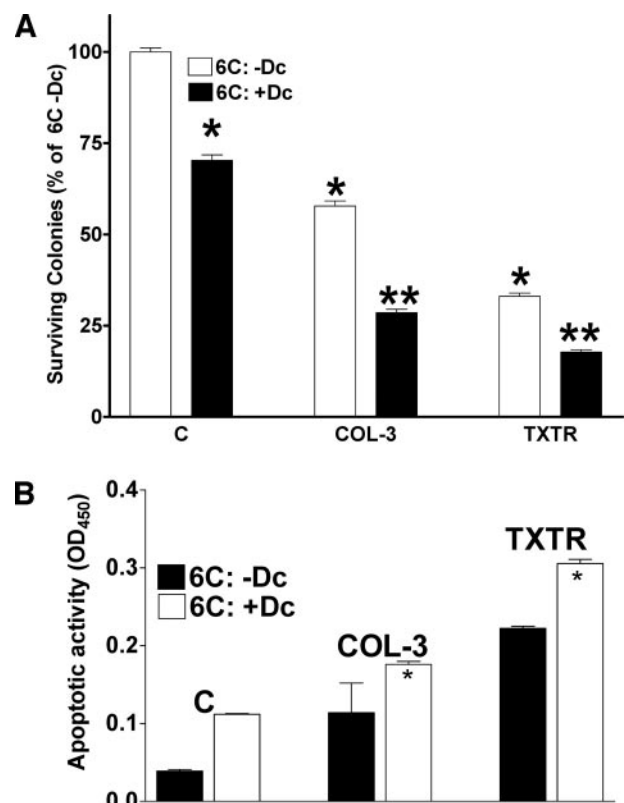 A
Surviving Colonies (% of 6C -Dc)
100
75
50
25
0
6C: -Dc
6C: +Dc
*
*
**
*
**
C COL-3 TXTR
B
Apoptotic activity (OD450)
0.4
0.3
0.2
0.1
0.0
6C: -Dc
6C: +Dc
C
COL-3
*
TXTR
*